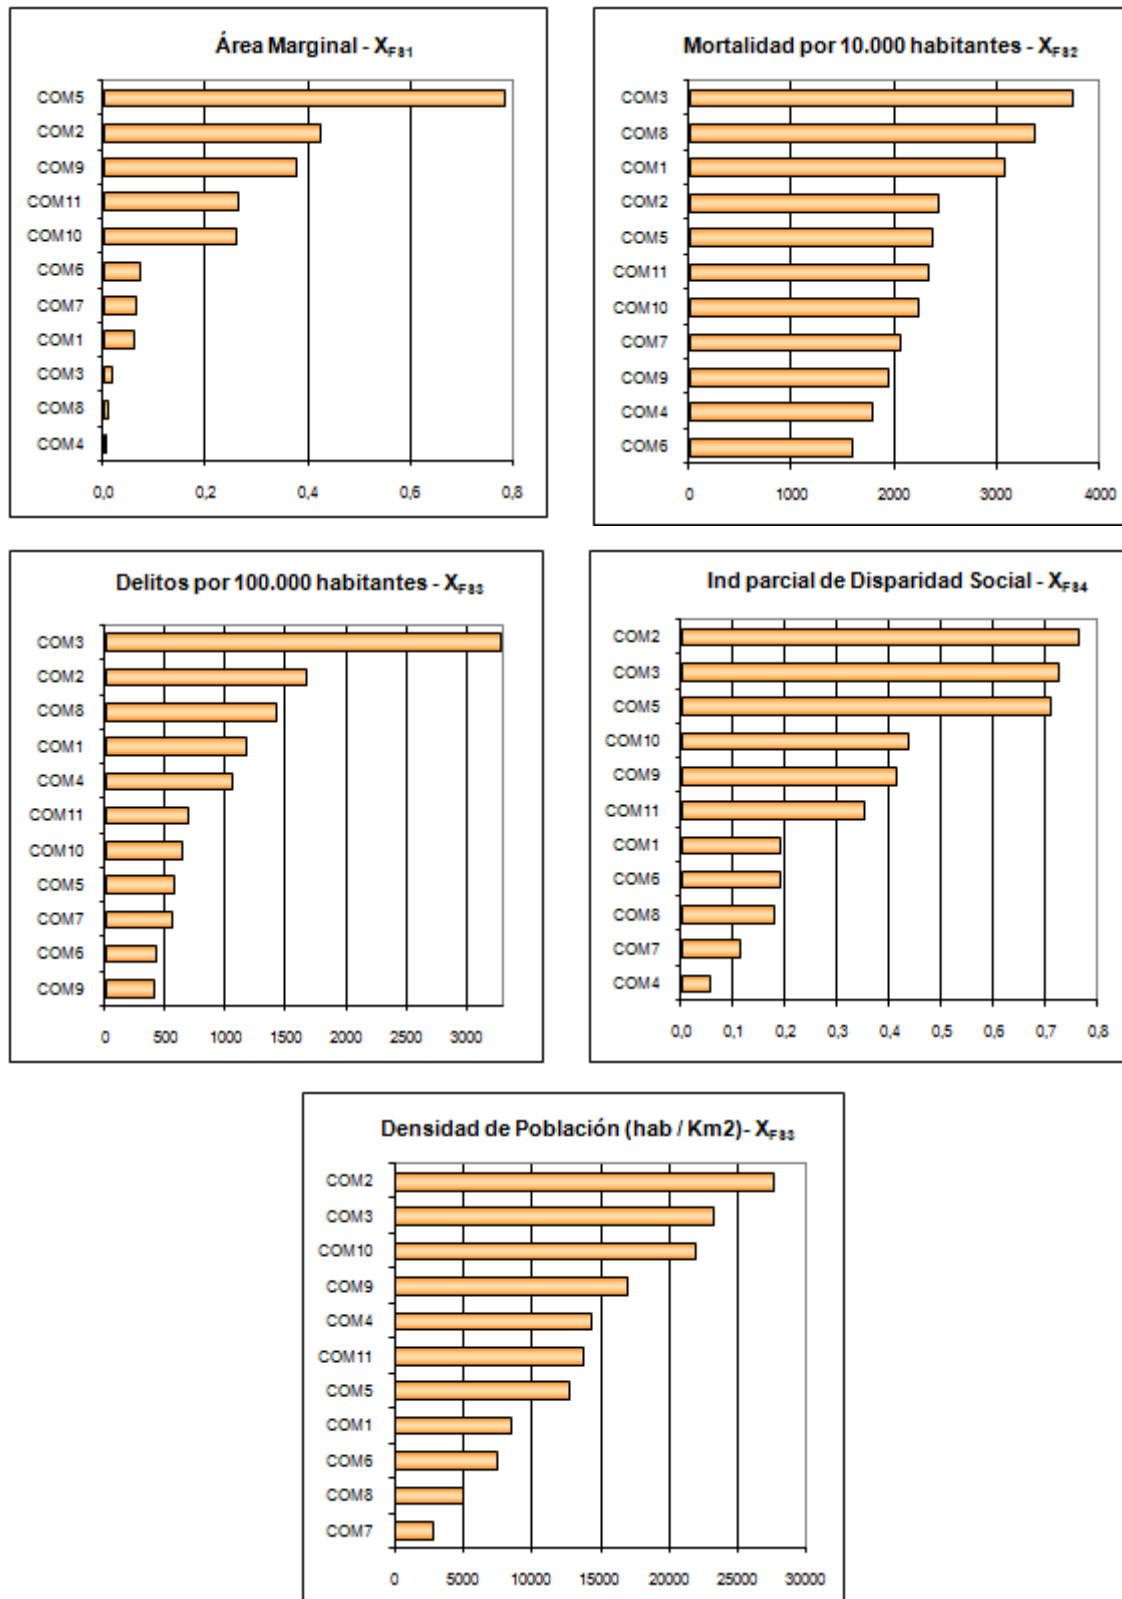 Área Marginal - XFS1
COM5
COM2
COM9
COM11
COM10
COM6
COM7
COM1
COM3
COM8
COM4
0,0 0,2 0,4 0,6 0,8
Mortalidad por 10.000 habitantes - XFS2
COM3
COM8
COM1
COM2
COM5
COM11
COM10
COM7
COM9
COM4
COM6
0 1000 2000 3000 4000
Delitos por 100.000 habitantes - XFS3
COM3
COM2
COM8
COM1
COM4
COM11
COM10
COM5
COM7
COM6
COM9
0 500 1000 1500 2000 2500 3000
Ind parcial de Disparidad Social - XFS4
COM2
COM3
COM5
COM10
COM9
COM11
COM1
COM6
COM8
COM7
COM4
0,0 0,1 0,2 0,3 0,4 0,5 0,6 0,7 0,8
Densidad de Población (hab / Km2)- XFS3
COM2
COM3
COM10
COM9
COM4
COM11
COM5
COM1
COM6
COM8
COM7
0 5000 10000 15000 20000 25000 30000